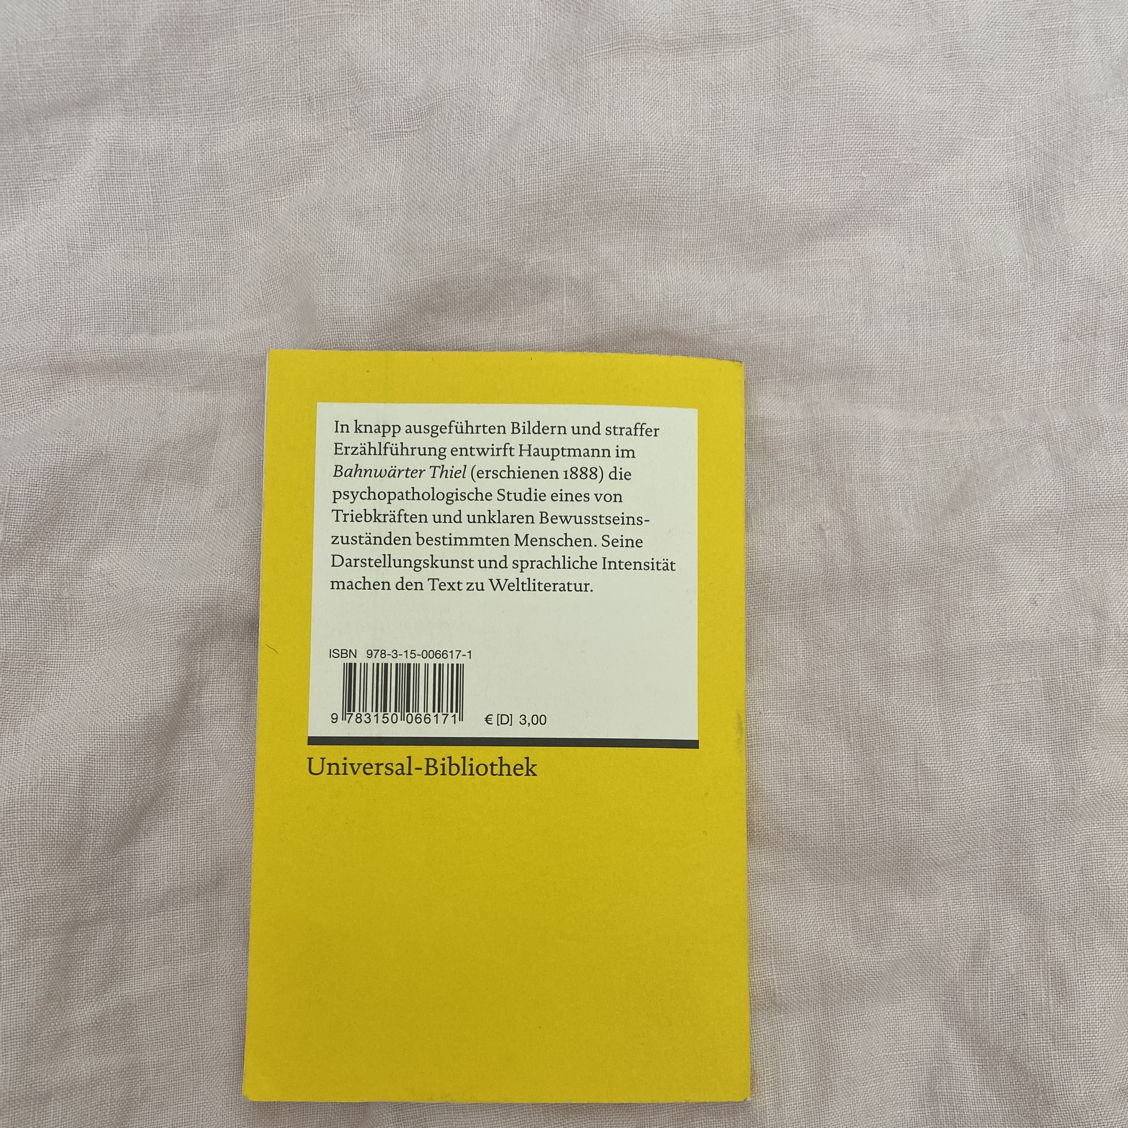 In knapp ausgeführten Bildern und straffer
Erzählführung entwirft Hauptmann im
Bahnwärter Thiel (erschienen 1888) die
psychopathologische Studie eines von
Triebkräften und unklaren Bewusstseins-
zuständen bestimmten Menschen. Seine
Darstellungskunst und sprachliche Intensität
machen den Text zu Weltliteratur.
ISBN 978-3-15-006617-1
9 783150 066171
€ [D] 3,00
Universal-Bibliothek